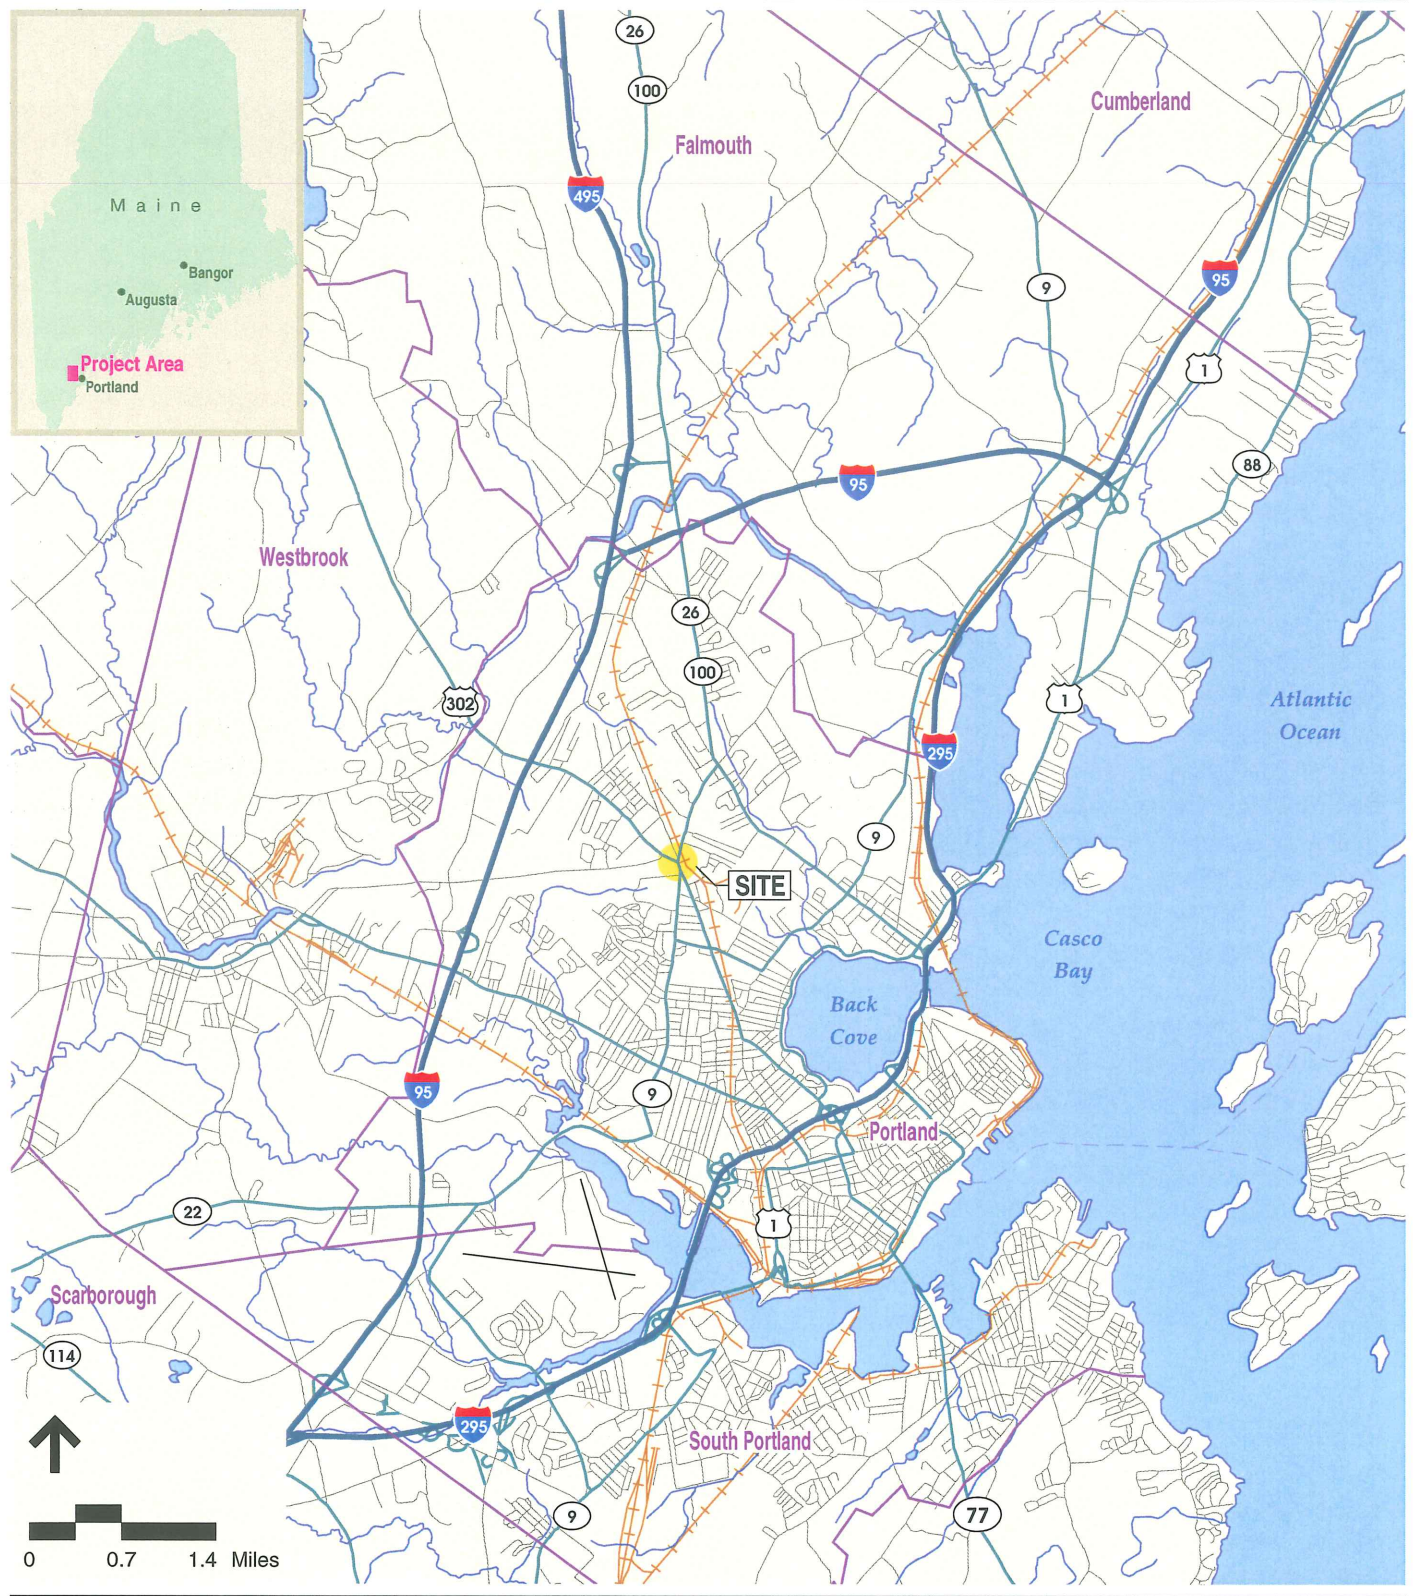 26
100
Cumberland
Falmouth
495
Maine
Bangor
Augusta
Project Area
Portland
95
9
1
88
95
Westbrook
26
100
302
1
Atlantic
Ocean
295
9
SITE
Casco
Bay
Back
Cove
95
9
Portland
22
1
Scarborough
114
295
South Portland
9
77
0 0.7 1.4 Miles